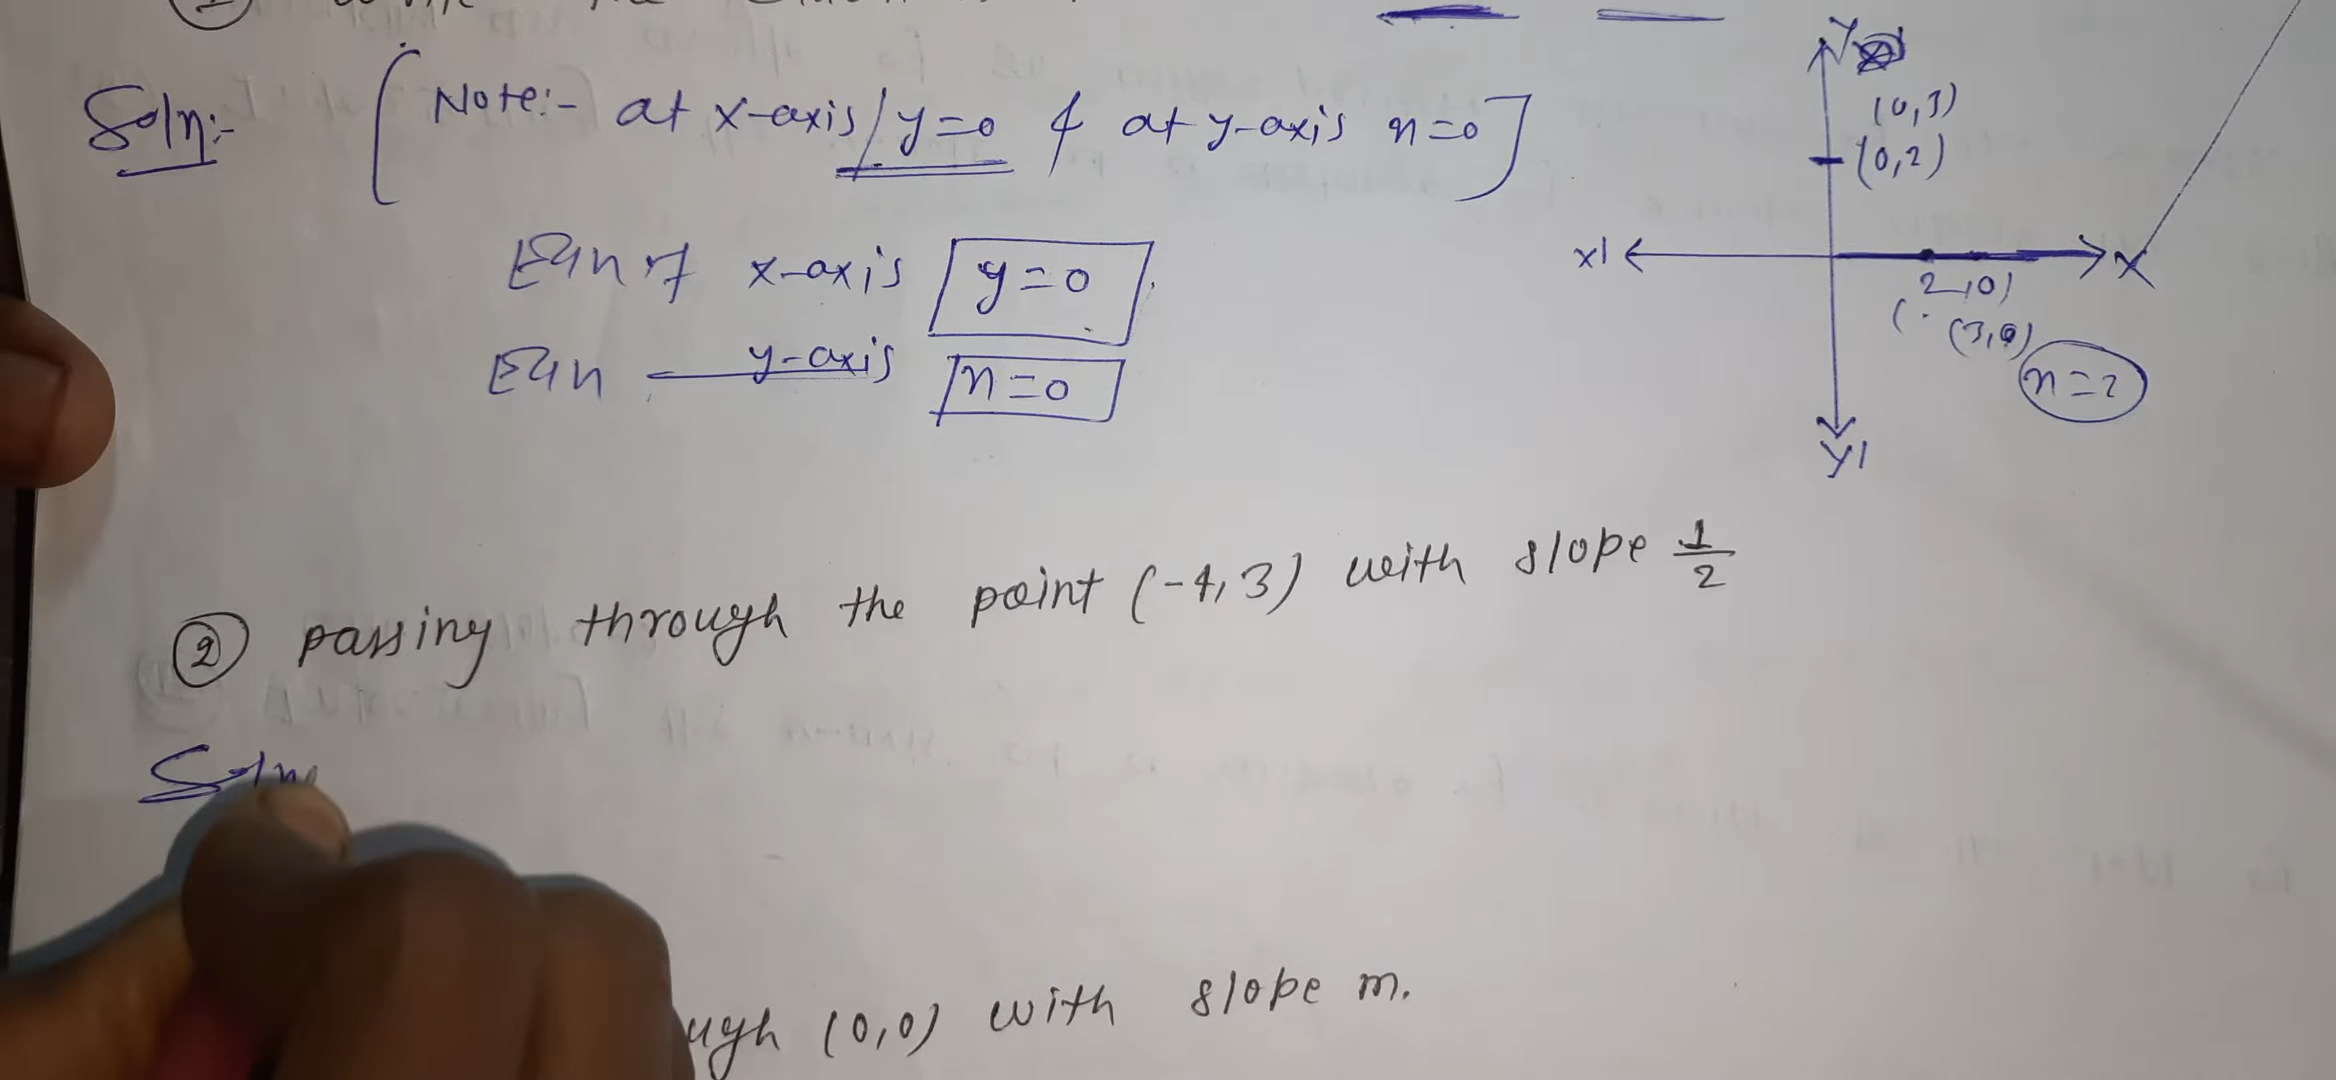 Soln:- [Note:- at x-axis/y=0 & at y-axis x=0]
Eqn of x-axis y=0
Eqn — y-axis x=0
Y
(0,3)
(0,2)
x1
X
(2,0)
(3,0)
x=2
y1
② passing through the point (-4,3) with slope 1/2
Soln
ugh (0,0) with slope m.